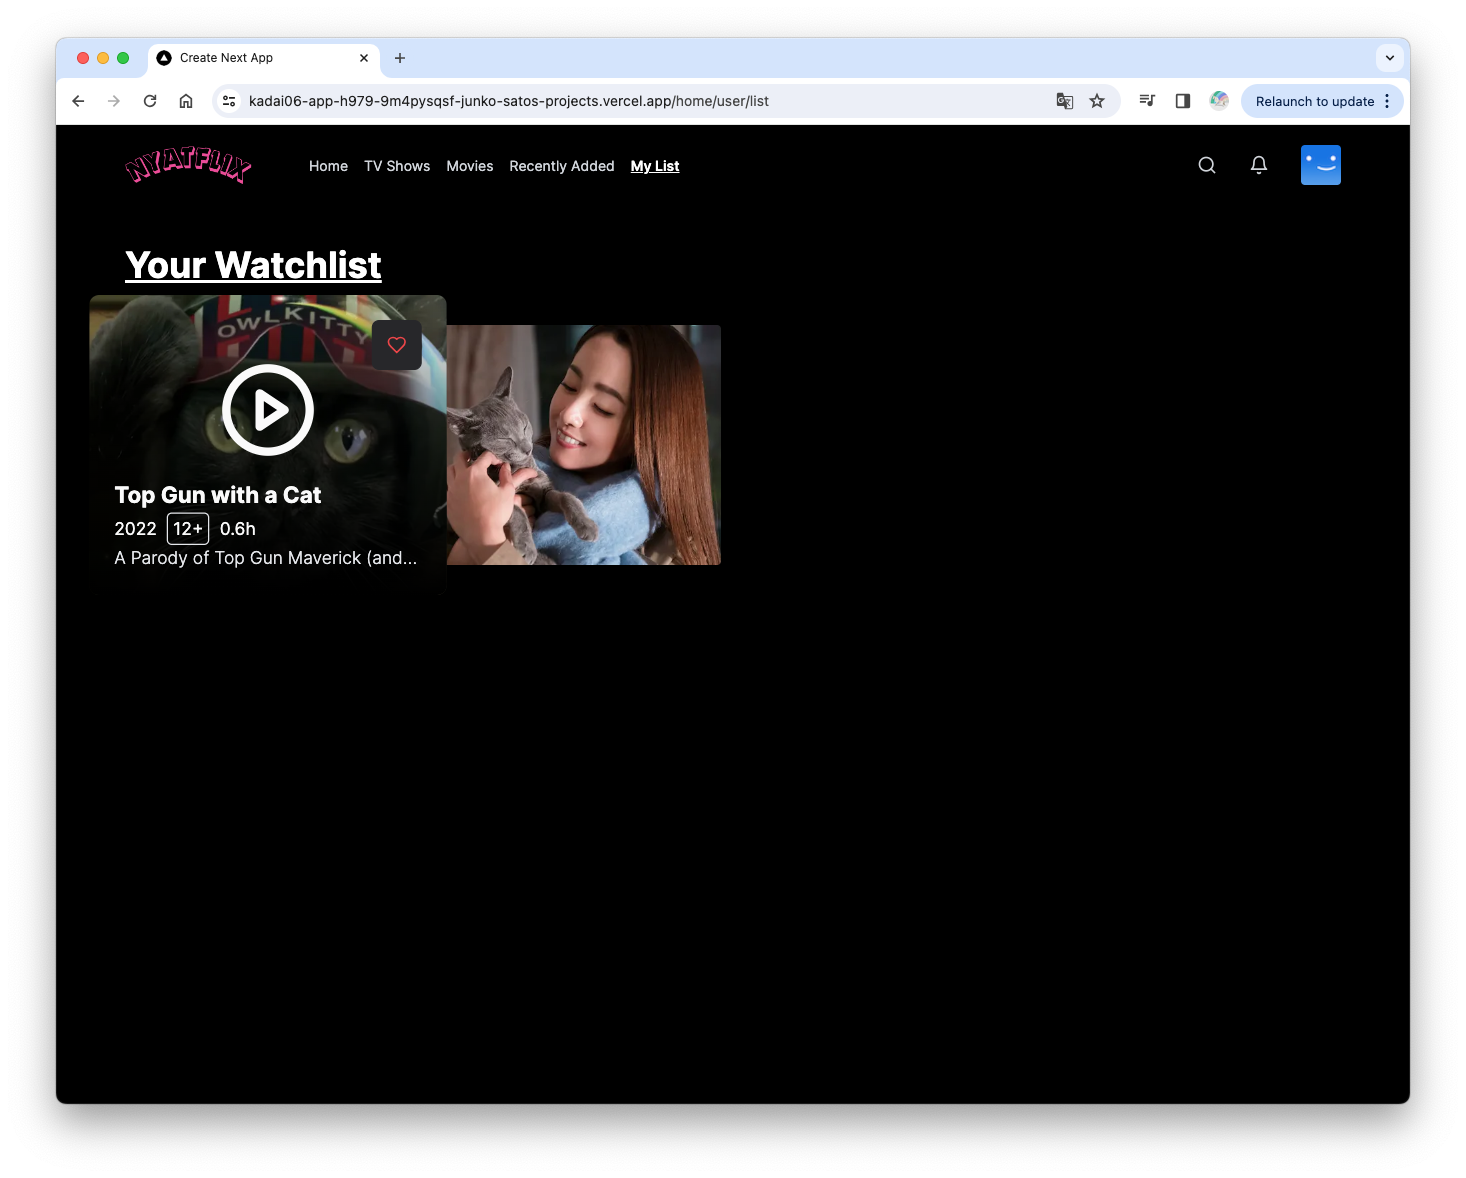 Create Next App
kadai06-app-h979-9m4pysqsf-junko-satos-projects.vercel.app/home/user/list
Relaunch to update
NYATFLIX
Home
TV Shows
Movies
Recently Added
My List
Your Watchlist
OWLKITTY
Top Gun with a Cat
2022 12+ 0.6h
A Parody of Top Gun Maverick (and...